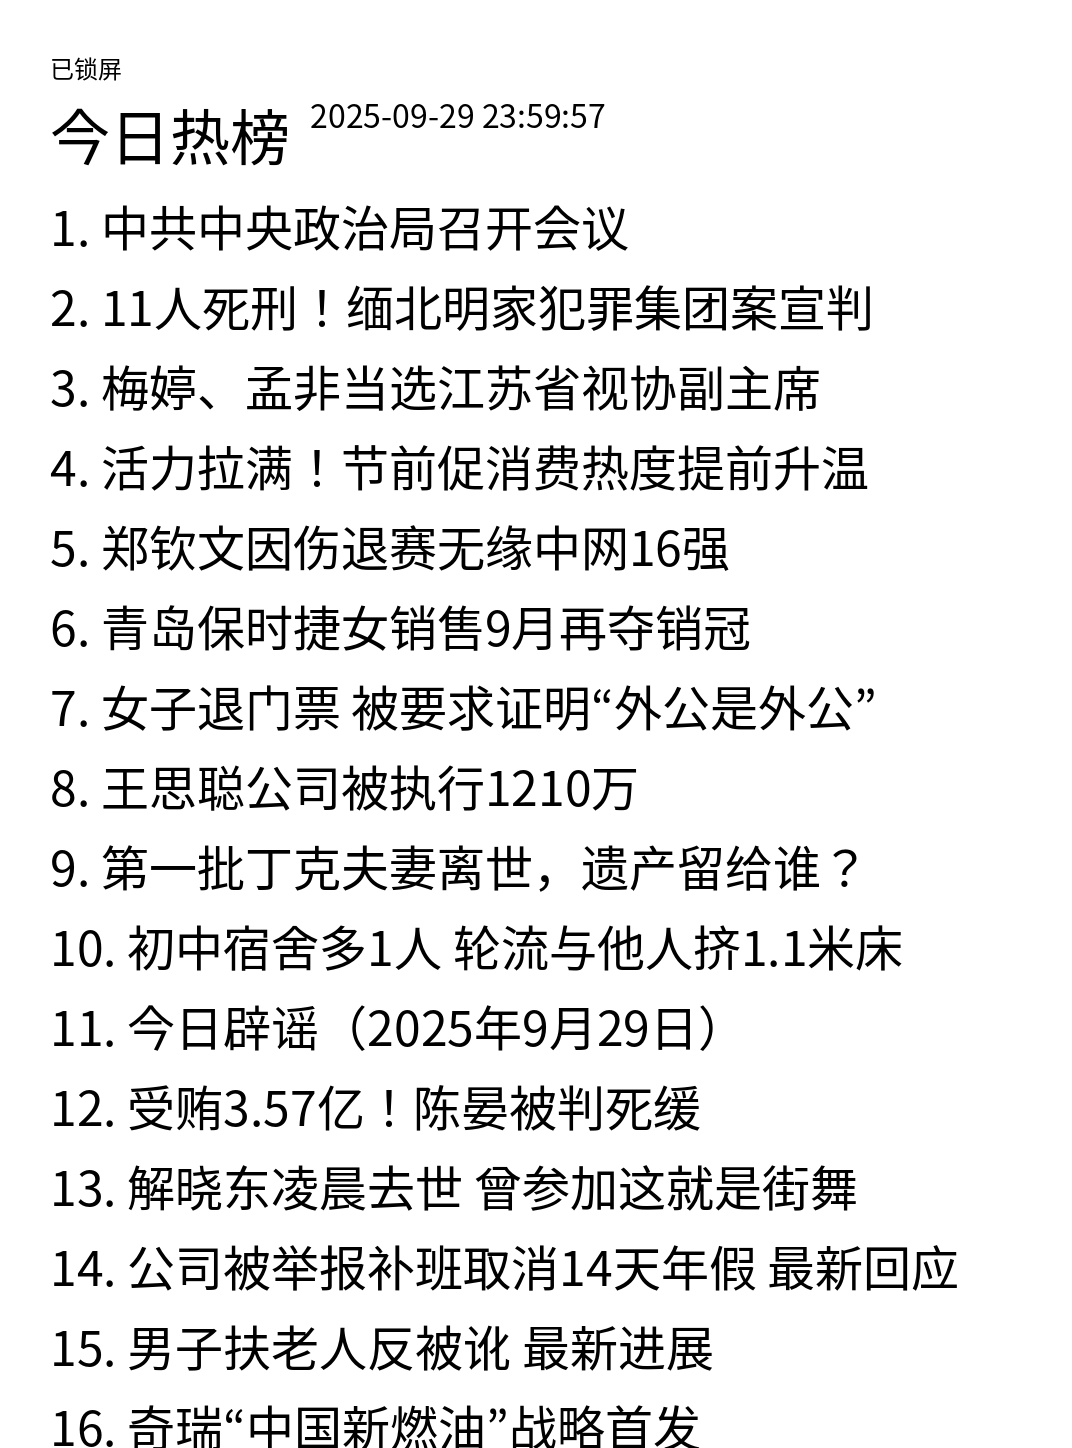 已锁屏
今日热榜 2025-09-29 23:59:57
1. 中共中央政治局召开会议
2. 11人死刑！缅北明家犯罪集团案宣判
3. 梅婷、孟非当选江苏省视协副主席
4. 活力拉满！节前促消费热度提前升温
5. 郑钦文因伤退赛无缘中网16强
6. 青岛保时捷女销售9月再夺销冠
7. 女子退门票 被要求证明“外公是外公”
8. 王思聪公司被执行1210万
9. 第一批丁克夫妻离世，遗产留给谁？
10. 初中宿舍多1人 轮流与他人挤1.1米床
11. 今日辟谣（2025年9月29日）
12. 受贿3.57亿！陈晏被判死缓
13. 解晓东凌晨去世 曾参加这就是街舞
14. 公司被举报补班取消14天年假 最新回应
15. 男子扶老人反被讹 最新进展
16. 奇瑞“中国新燃油”战略首发